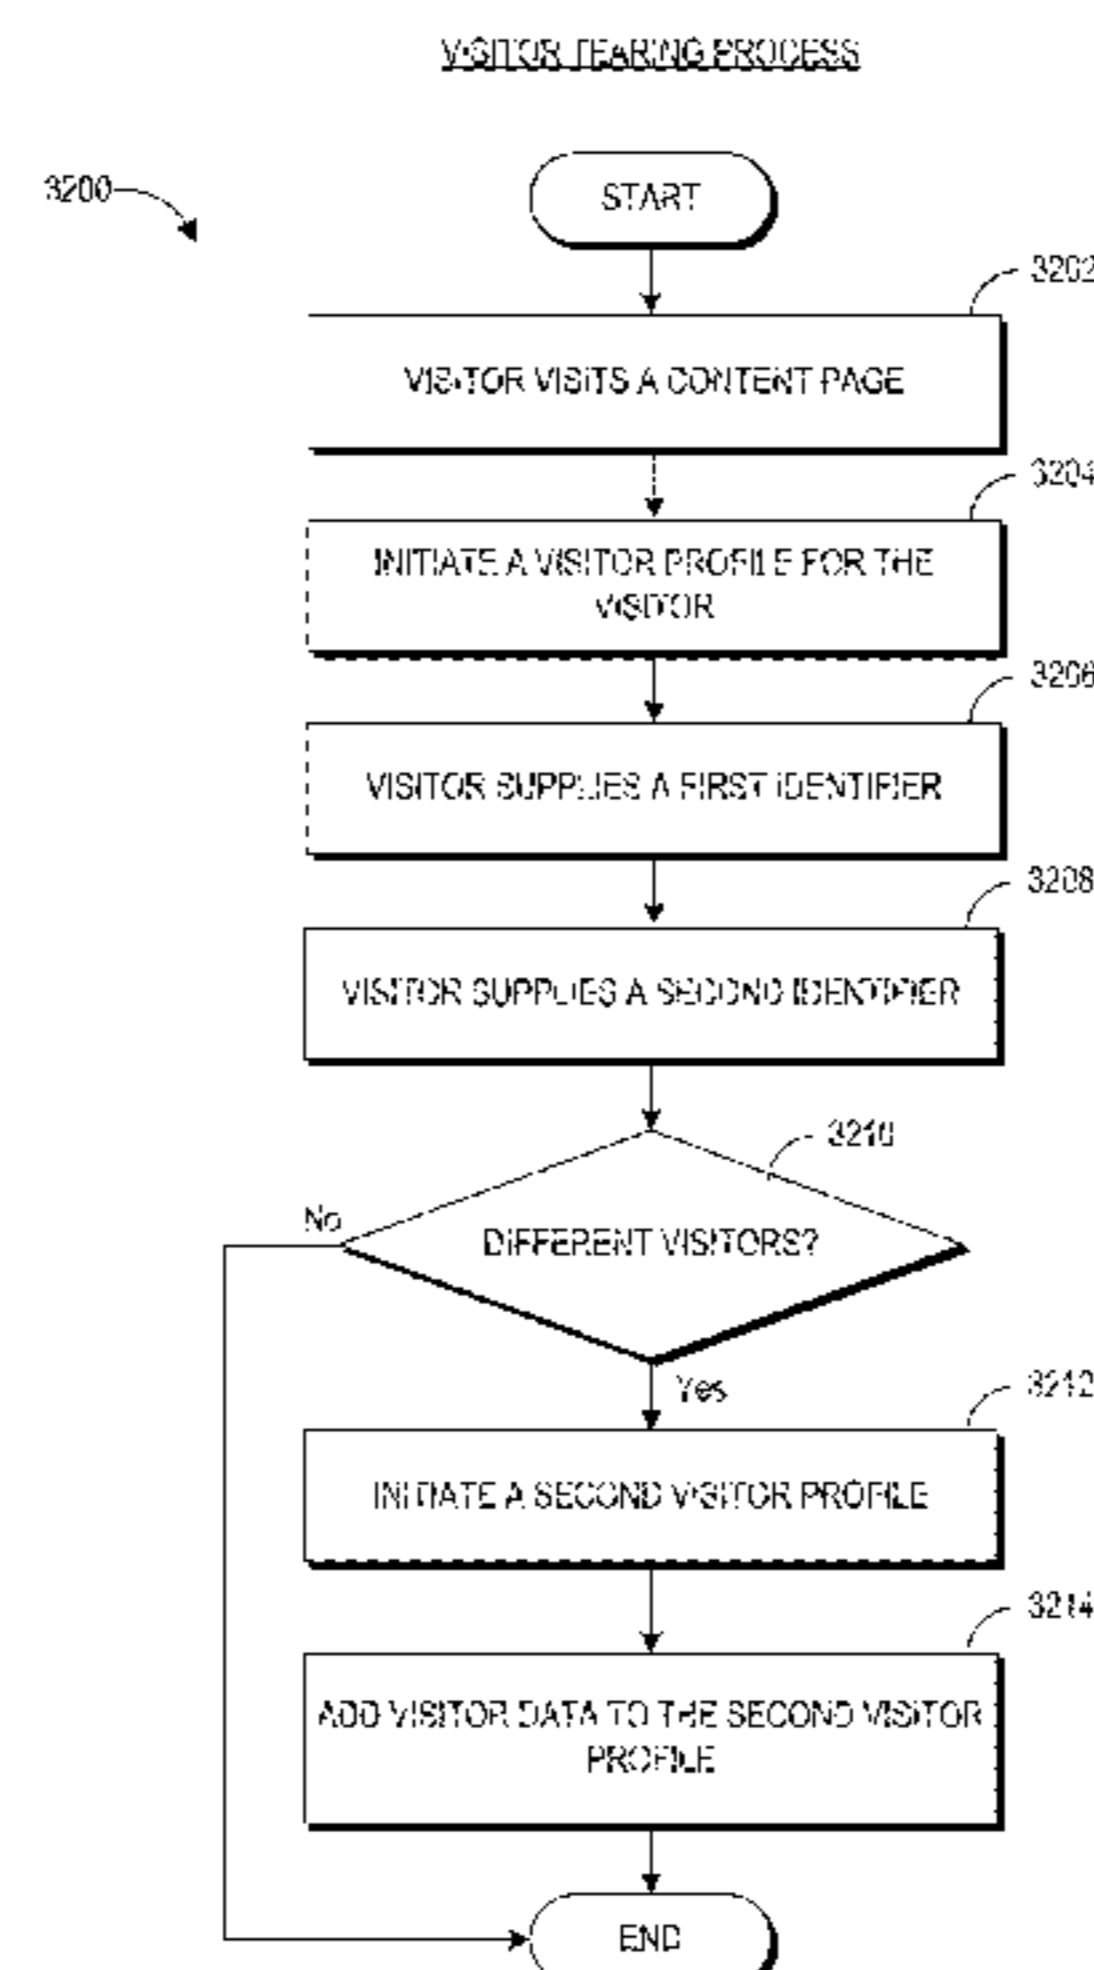 VISITOR TEARING PROCESS
3200
START
3202
VISITOR VISITS A CONTENT PAGE
3204
INITIATE A VISITOR PROFILE FOR THE
VISITOR
3206
VISITOR SUPPLIES A FIRST IDENTIFIER
3208
VISITOR SUPPLIES A SECOND IDENTIFIER
3210
No
DIFFERENT VISITORS?
Yes
3212
INITIATE A SECOND VISITOR PROFILE
3214
ADD VISITOR DATA TO THE SECOND VISITOR
PROFILE
END